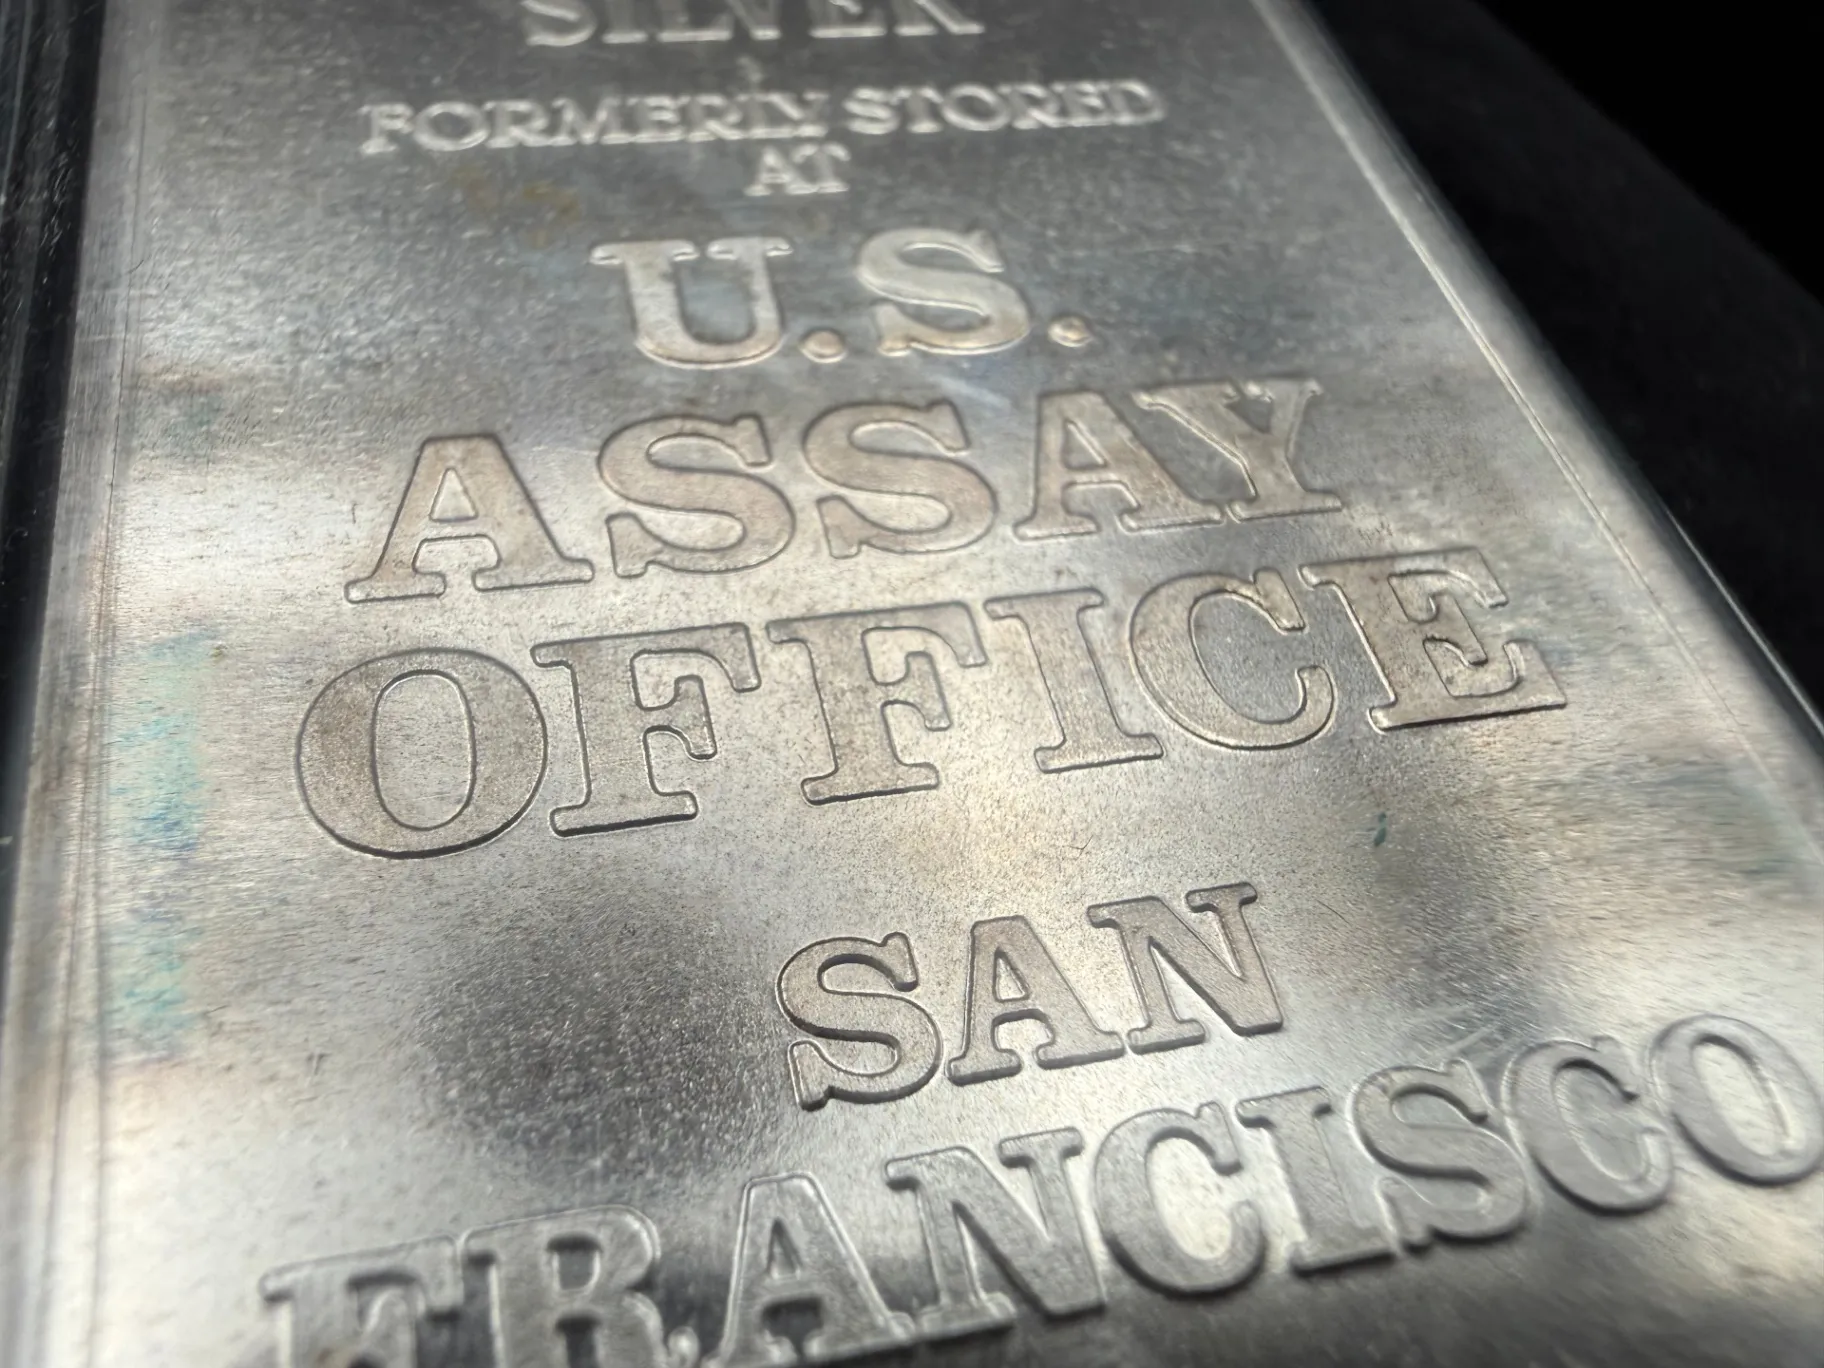 SILVER
FORMERLY STORED
AT
U.S.
ASSAY
OFFICE
SAN
FRANCISCO